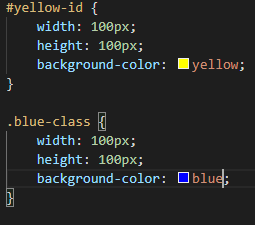 #yellow-id {
width: 100px;
height: 100px;
background-color: yellow;
}
.blue-class {
width: 100px;
height: 100px;
background-color: blue;
}